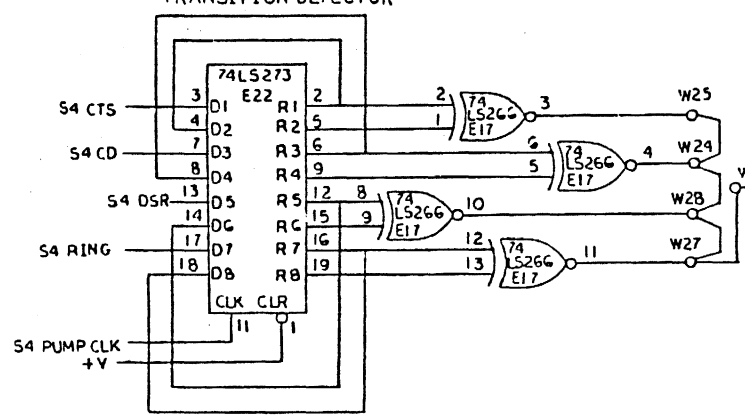 TRANSITION DETECTOR
74LS273
E22
S4 CTS
3 D1 R1 2
4 D2 R2 5
S4 CD
7 D3 R3 6
8 D4 R4 9
S4 DSR
13 D5 R5 12
14 D6 R6 15
S4 RING
17 D7 R7 16
18 D8 R8 19
CLK CLR
11 1
S4 PUMP CLK
+V
2 1 74 LS266 E17 3
W25
6 5 74 LS266 E17 4
W24
8 9 74 LS266 E17 10
W28
12 13 74 LS266 E17 11
W27